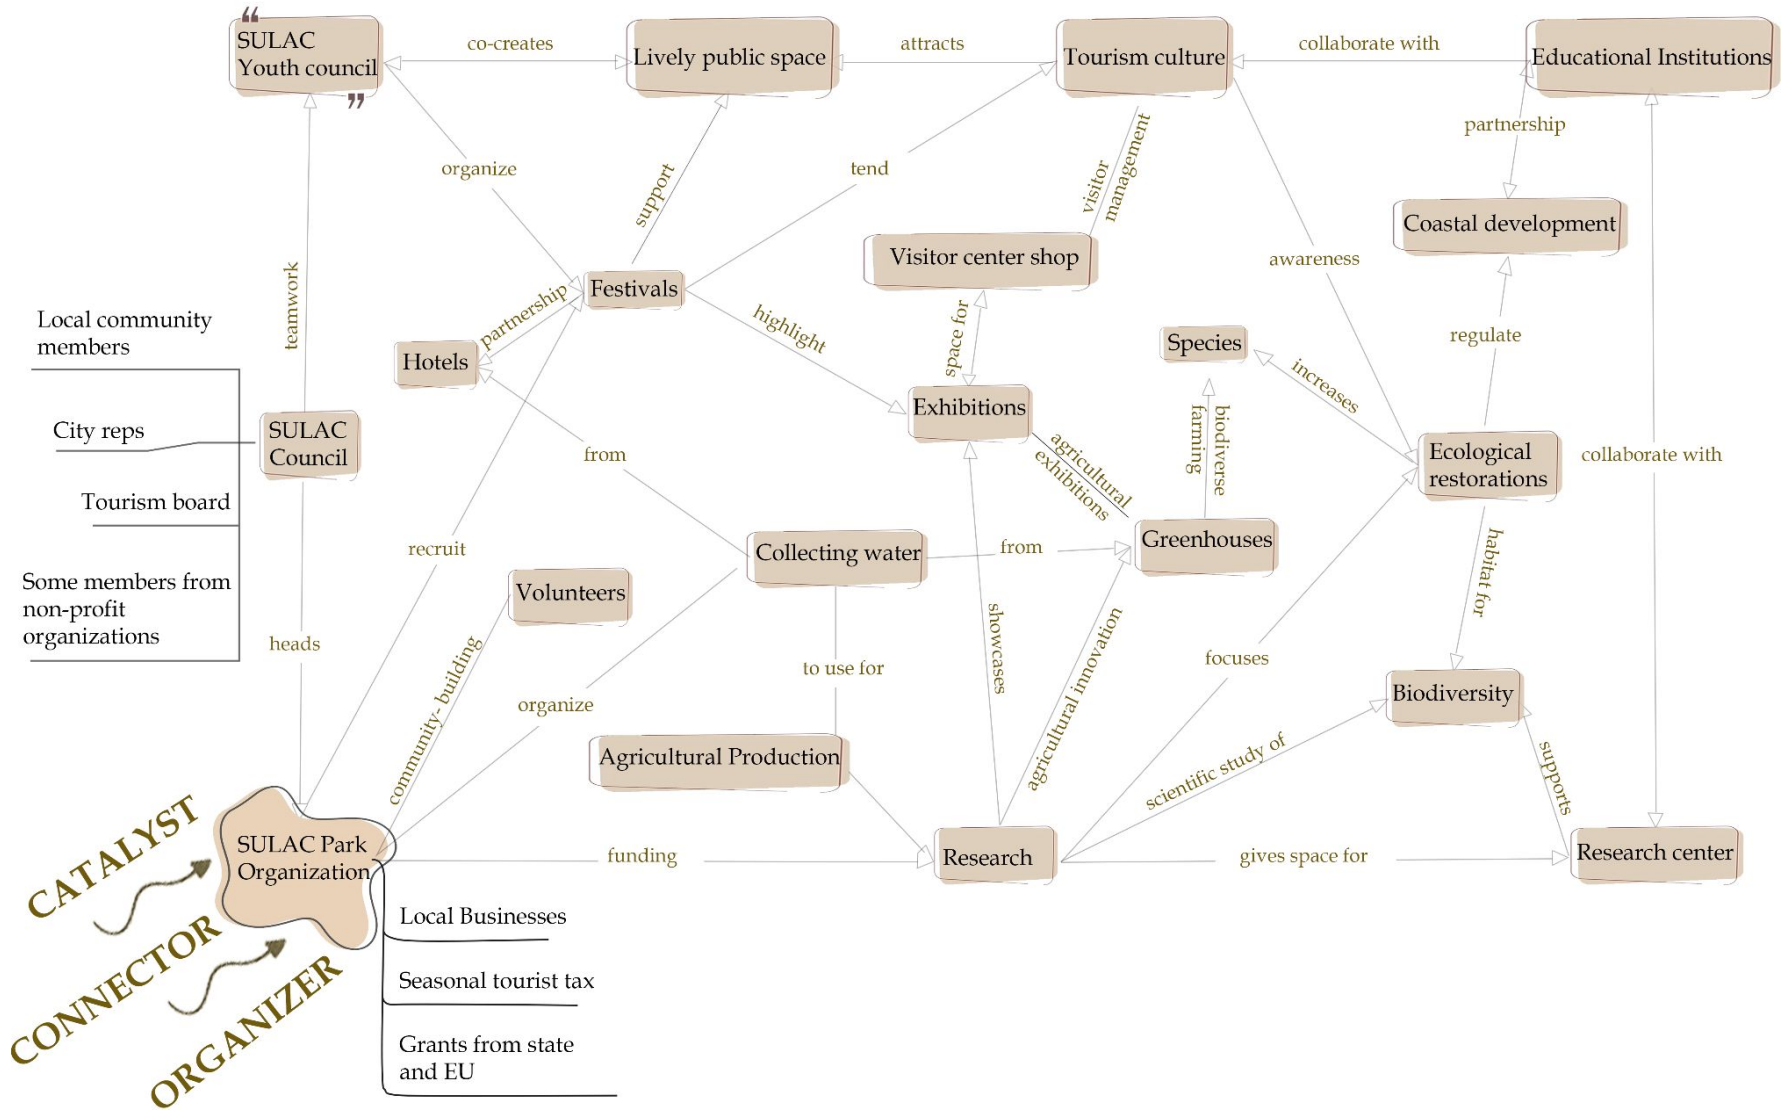 “
SULAC
Youth council
”
co-creates
Lively public space
attracts
Tourism culture
collaborate with
Educational Institutions
organize
support
tend
visitor
management
partnership
Coastal development
Visitor center shop
awareness
teamwork
Festivals
partnership
Hotels
highlight
space for
Species
increases
regulate
Local community
members
City reps
Tourism board
Some members from
non-profit
organizations
SULAC
Council
Exhibitions
agricultural
exhibitions
biodiverse
farming
Ecological
restorations
collaborate with
from
recruit
Collecting water
from
Greenhouses
habitat for
Volunteers
heads
community- building
organize
to use for
showcases
agricultural innovation
focuses
Biodiversity
Agricultural Production
scientific study of
supports
CATALYST
CONNECTOR
ORGANIZER
SULAC Park
Organization
funding
Research
gives space for
Research center
Local Businesses
Seasonal tourist tax
Grants from state
and EU